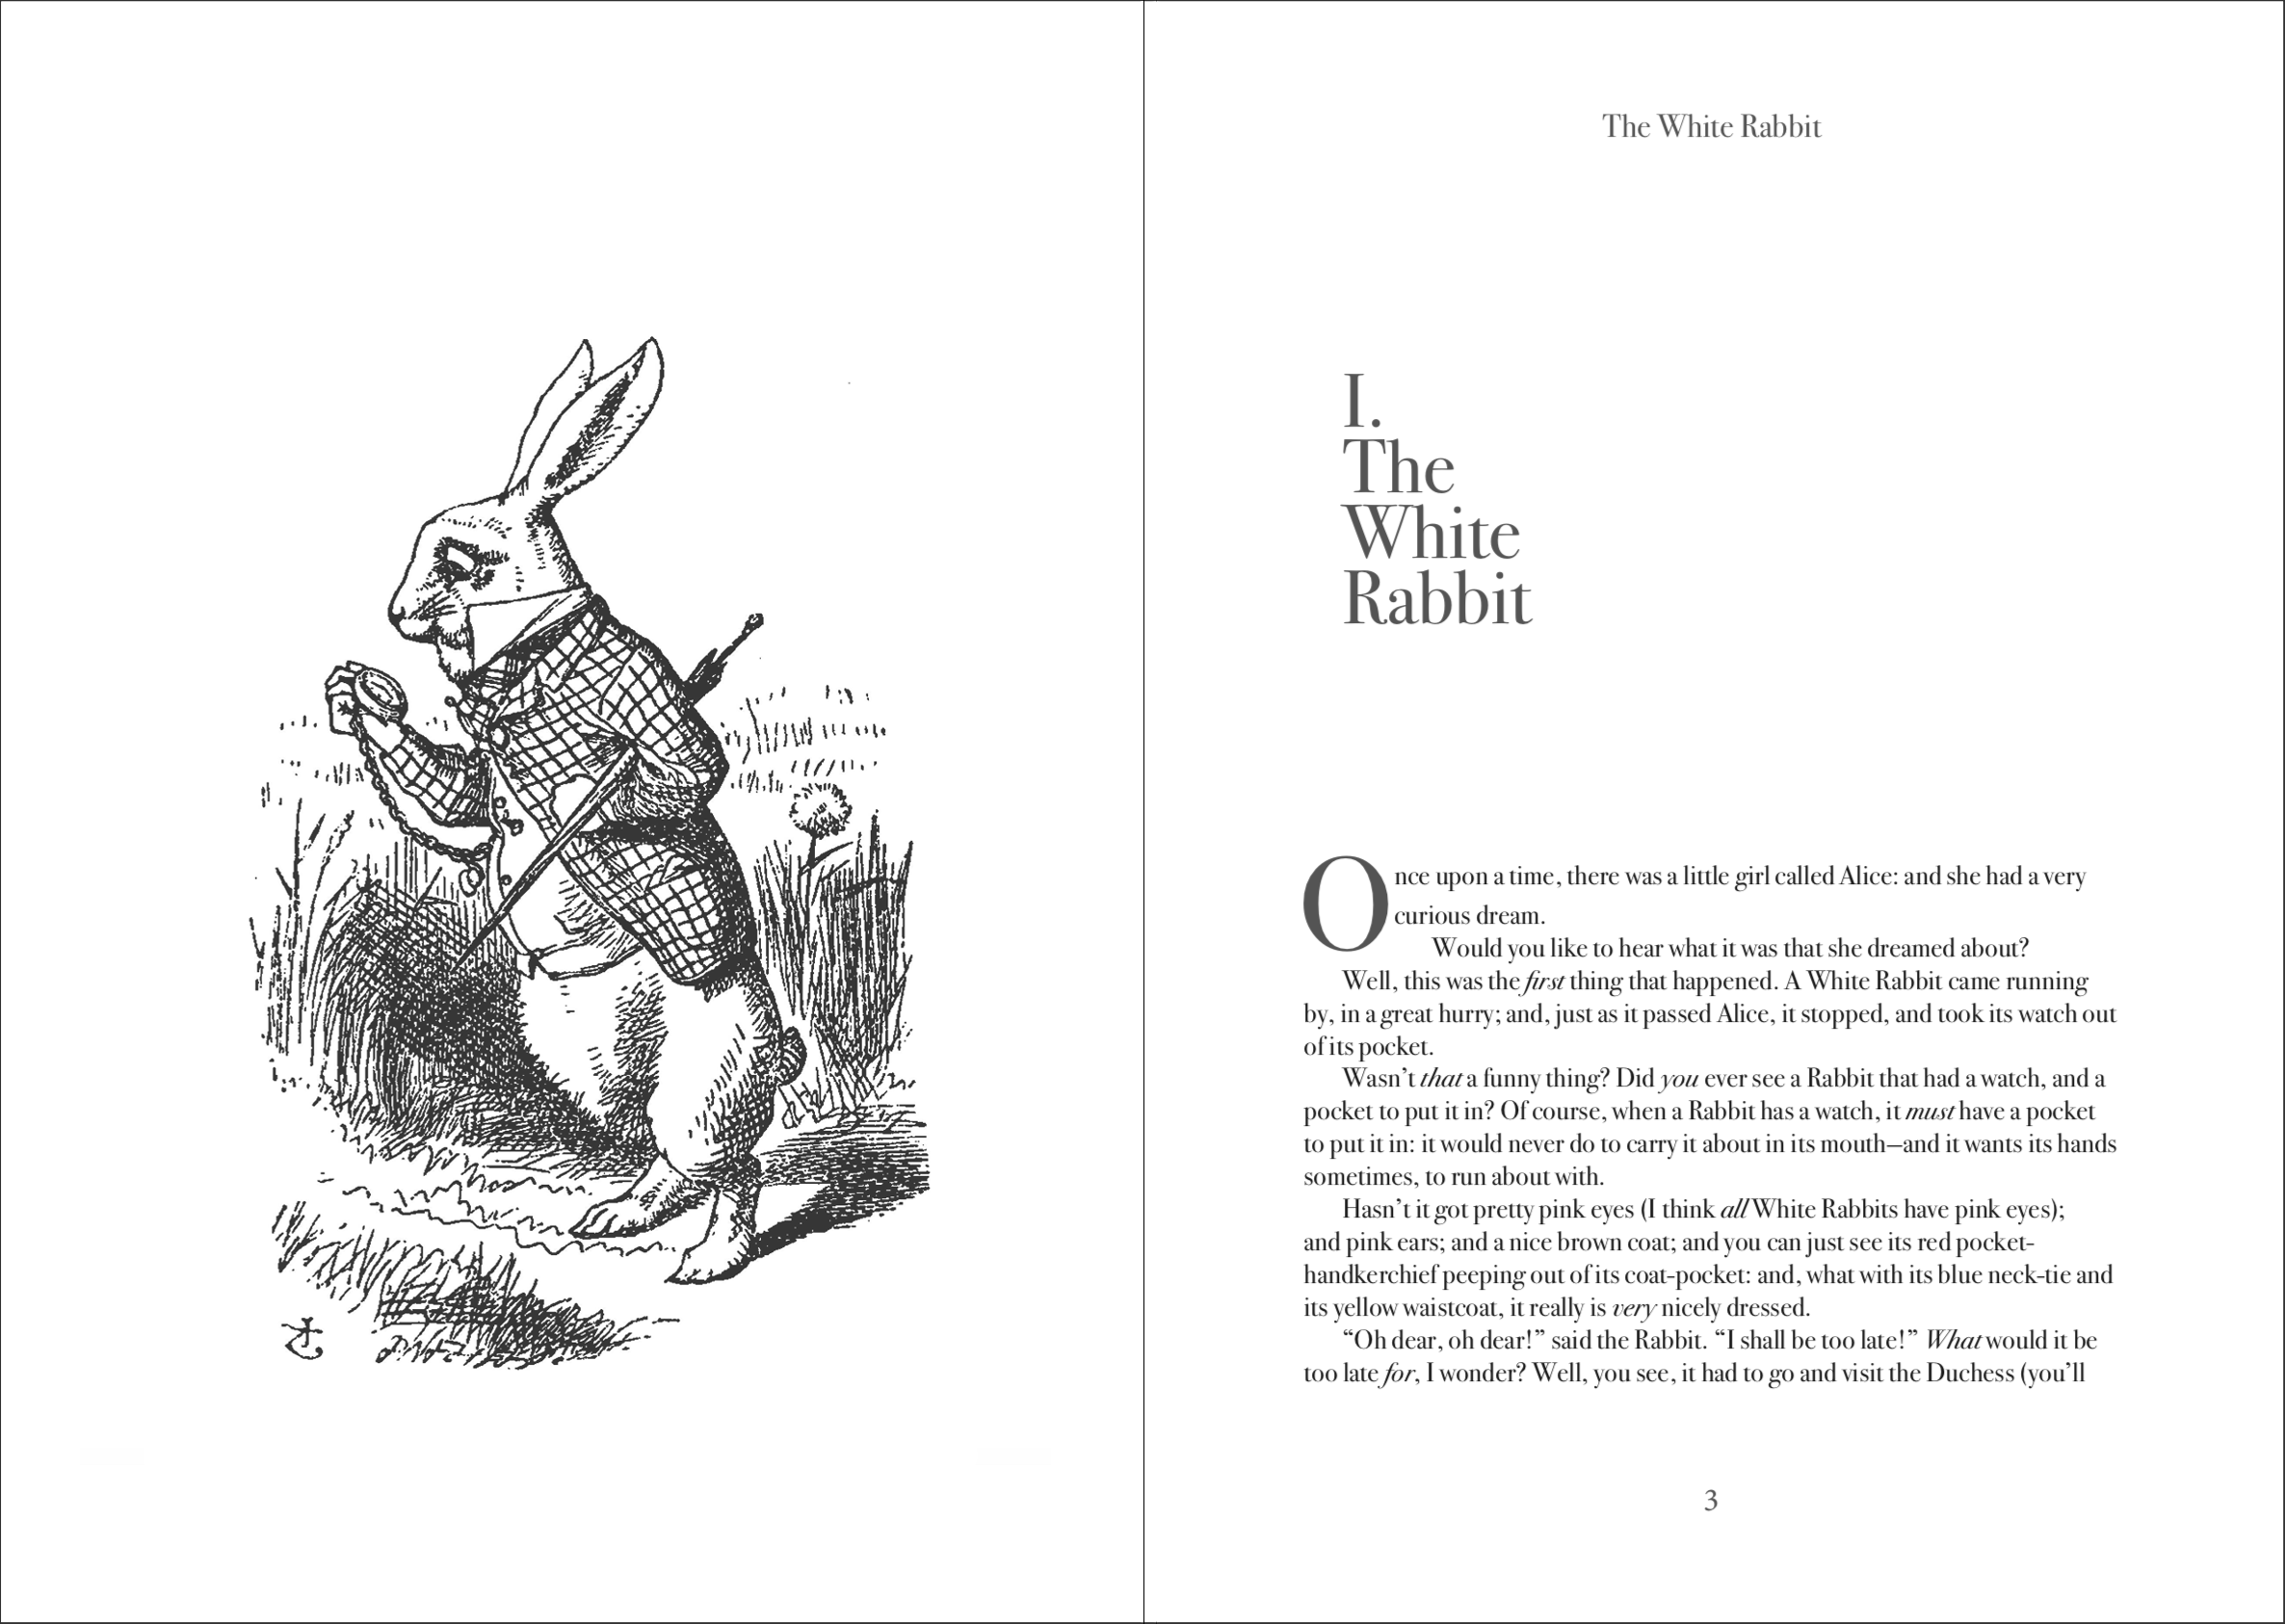 The White Rabbit
I.
The
White
Rabbit
Once upon a time, there was a little girl called Alice: and she had a very
curious dream.
Would you like to hear what it was that she dreamed about?
Well, this was the first thing that happened. A White Rabbit came running
by, in a great hurry; and, just as it passed Alice, it stopped, and took its watch out
of its pocket.
Wasn’t that a funny thing? Did you ever see a Rabbit that had a watch, and a
pocket to put it in? Of course, when a Rabbit has a watch, it must have a pocket
to put it in: it would never do to carry it about in its mouth—and it wants its hands
sometimes, to run about with.
Hasn’t it got pretty pink eyes (I think all White Rabbits have pink eyes);
and pink ears; and a nice brown coat; and you can just see its red pocket-
handkerchief peeping out of its coat-pocket: and, what with its blue neck-tie and
its yellow waistcoat, it really is very nicely dressed.
“Oh dear, oh dear!” said the Rabbit. “I shall be too late!” What would it be
too late for, I wonder? Well, you see, it had to go and visit the Duchess (you’ll
3